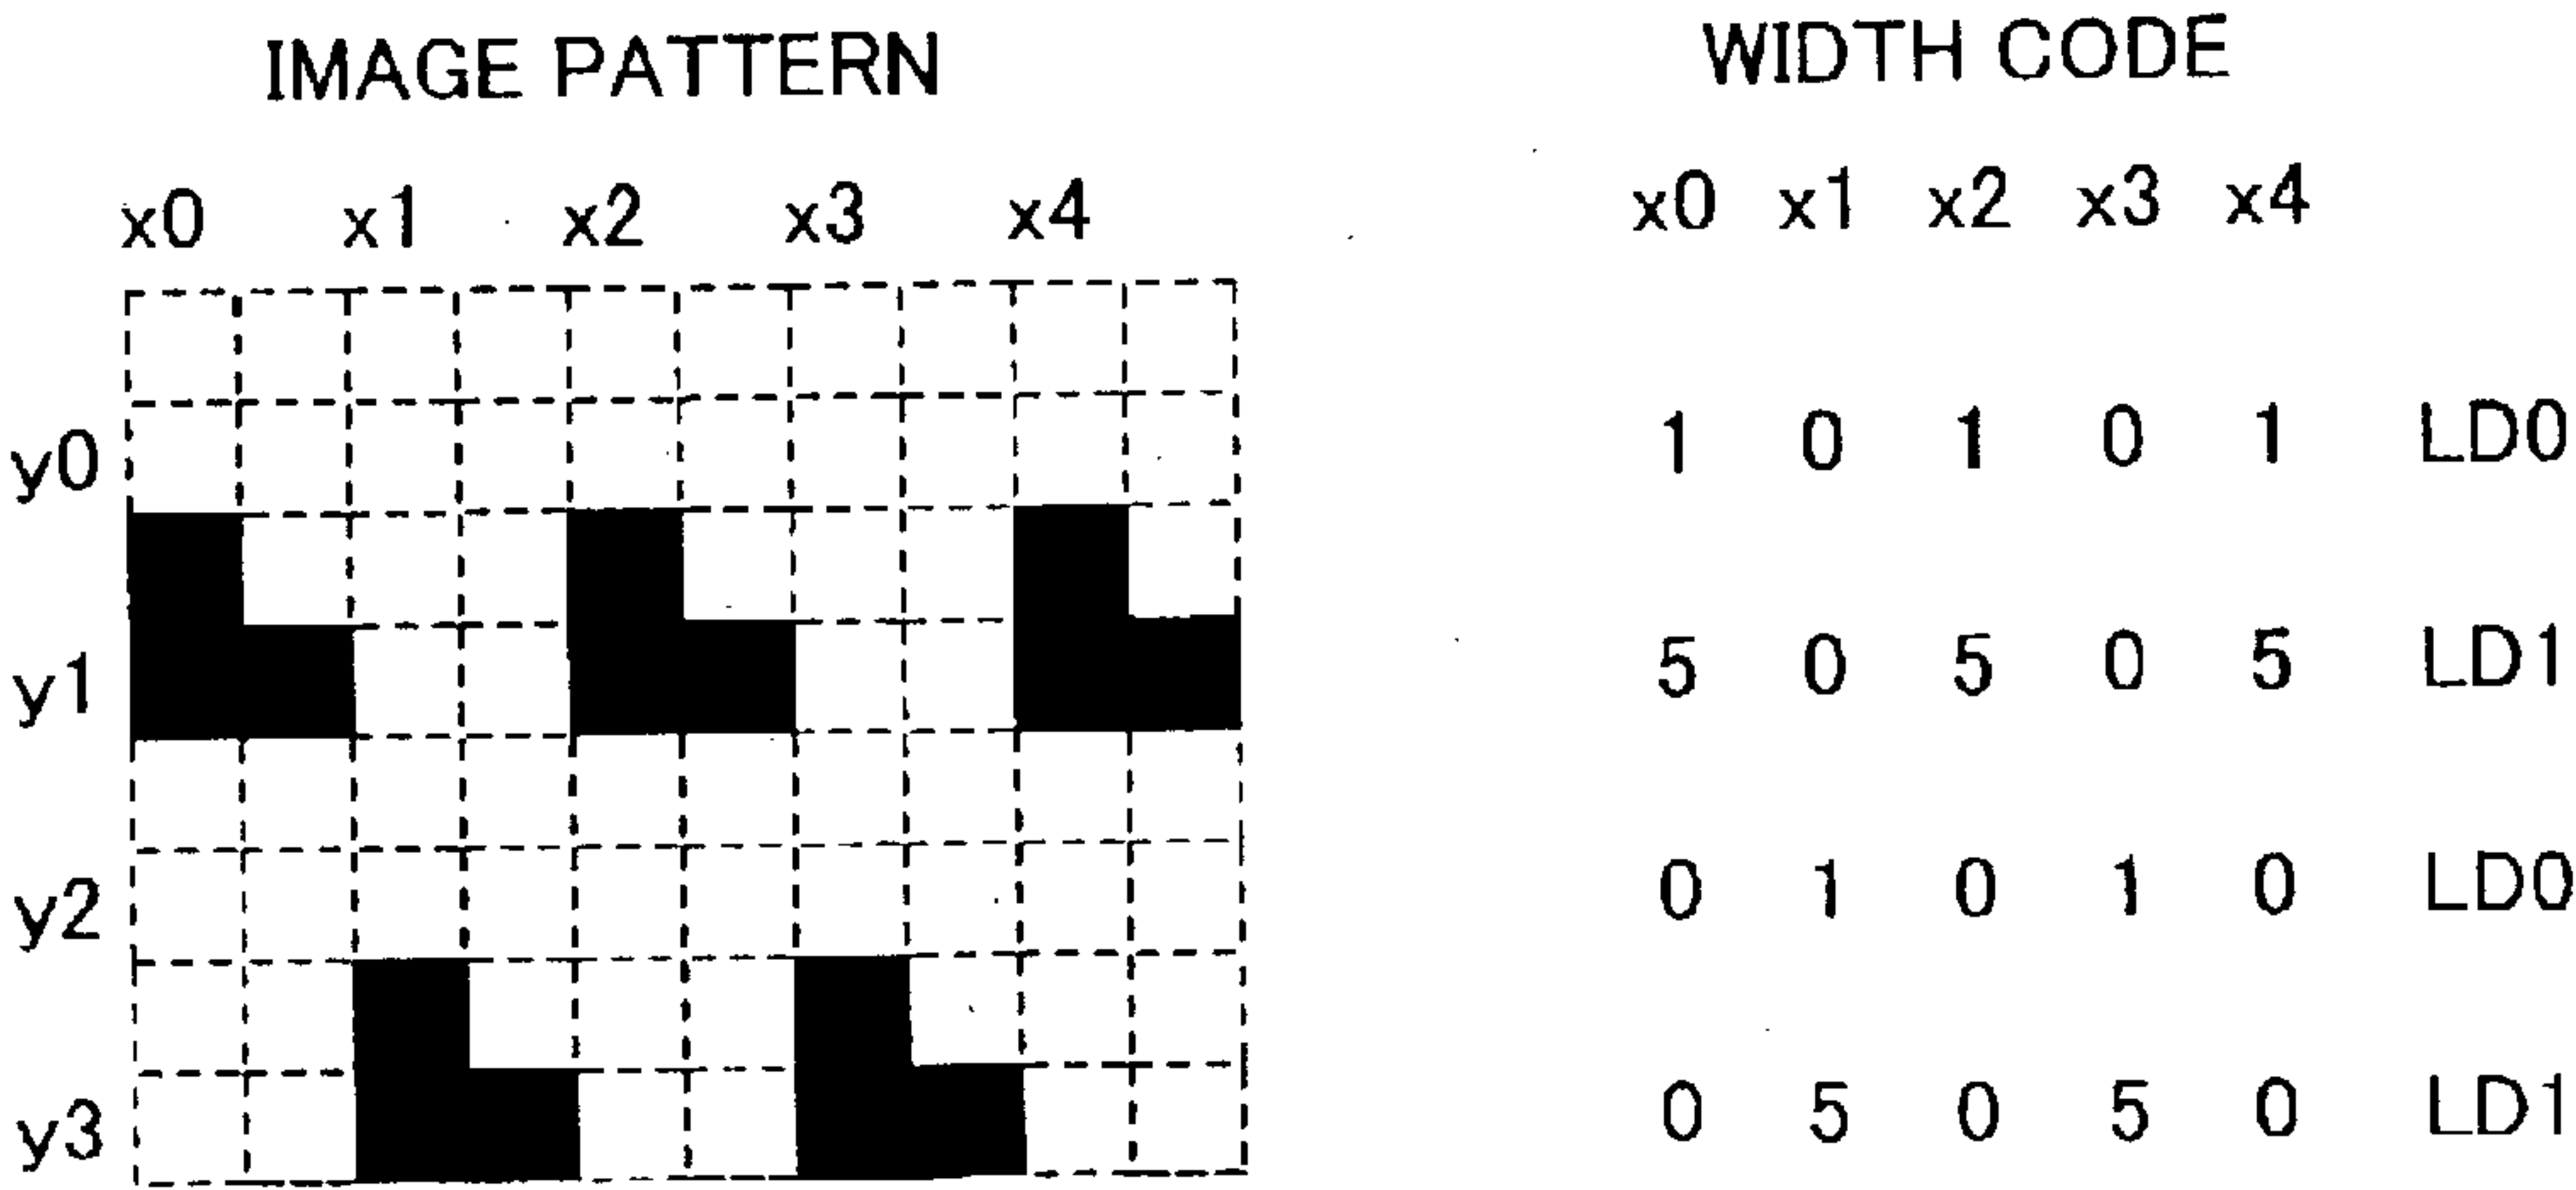 IMAGE PATTERN WIDTH CODE
x0 x1 x2 x3 x4 x0 x1 x2 x3 x4
y0 1 0 1 0 1 LD0
y1 5 0 5 0 5 LD1
y2 0 1 0 1 0 LD0
y3 0 5 0 5 0 LD1